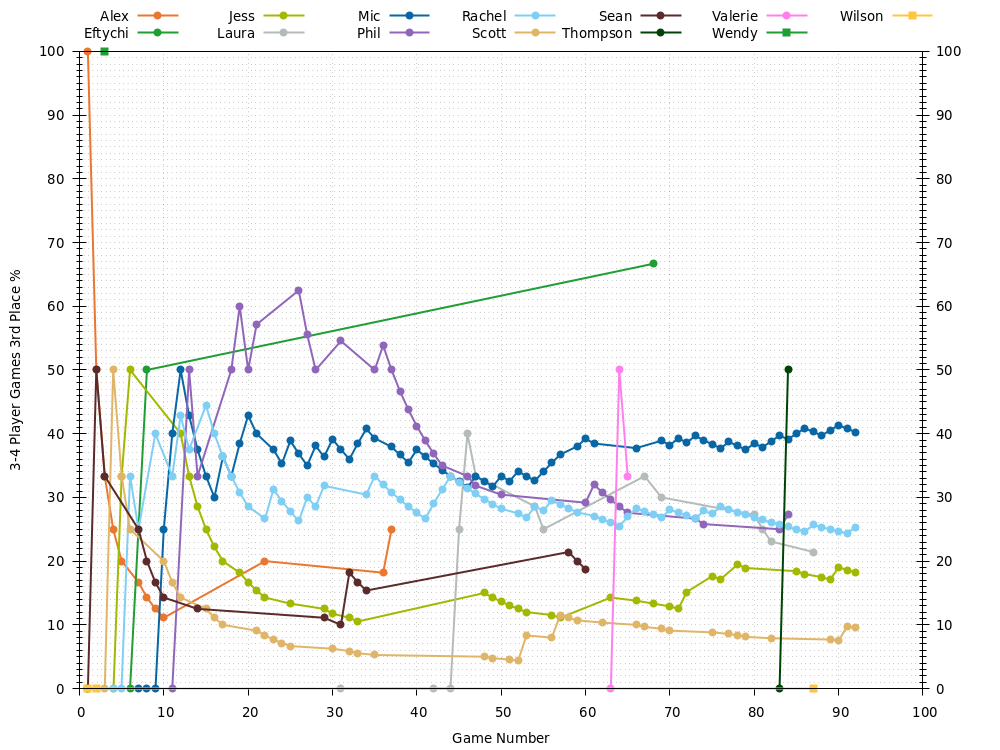 Alex Jess Mic Rachel Sean Valerie Wilson
Eftychi Laura Phil Scott Thompson Wendy
100 100
90 90
80 80
70 70
60 60
50 50
40 40
30 30
20 20
10 10
0 0
3-4 Player Games 3rd Place %
0 10 20 30 40 50 60 70 80 90 100
Game Number